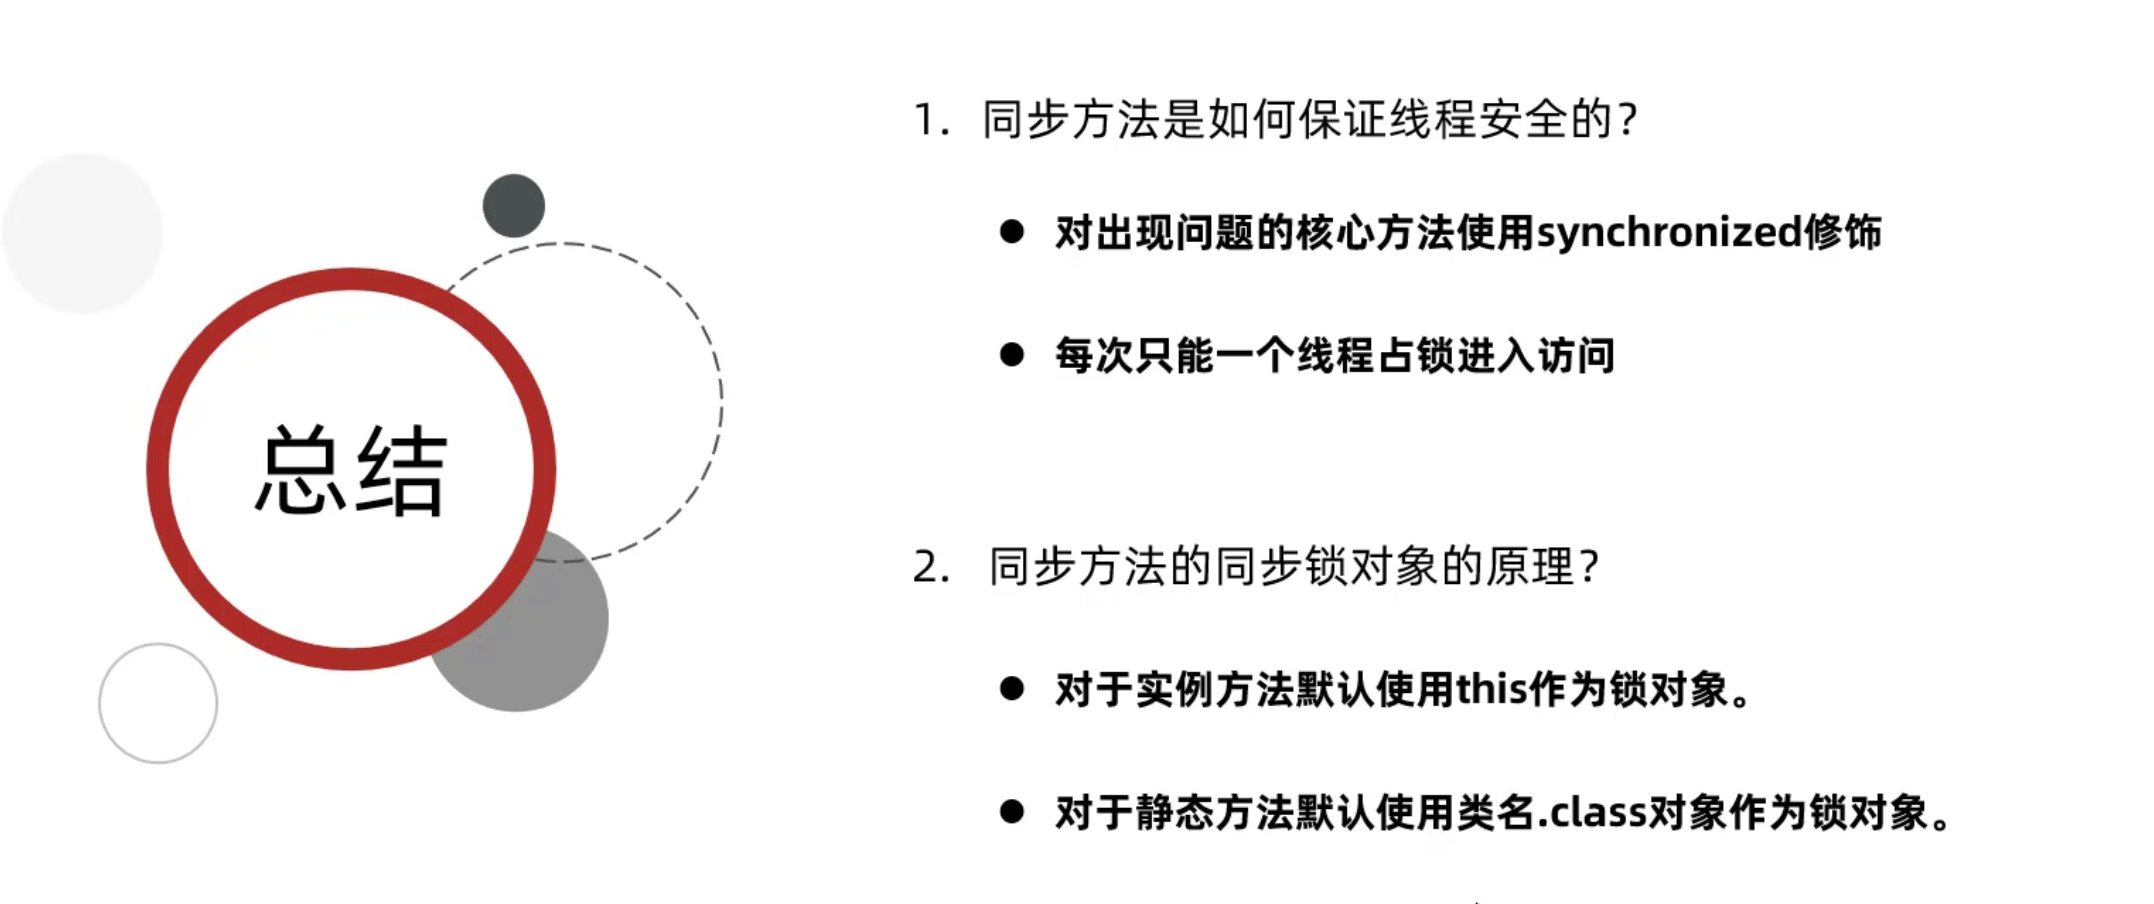 总结
1. 同步方法是如何保证线程安全的?
● 对出现问题的核心方法使用synchronized修饰
● 每次只能一个线程占锁进入访问
2. 同步方法的同步锁对象的原理?
● 对于实例方法默认使用this作为锁对象。
● 对于静态方法默认使用类名.class对象作为锁对象。